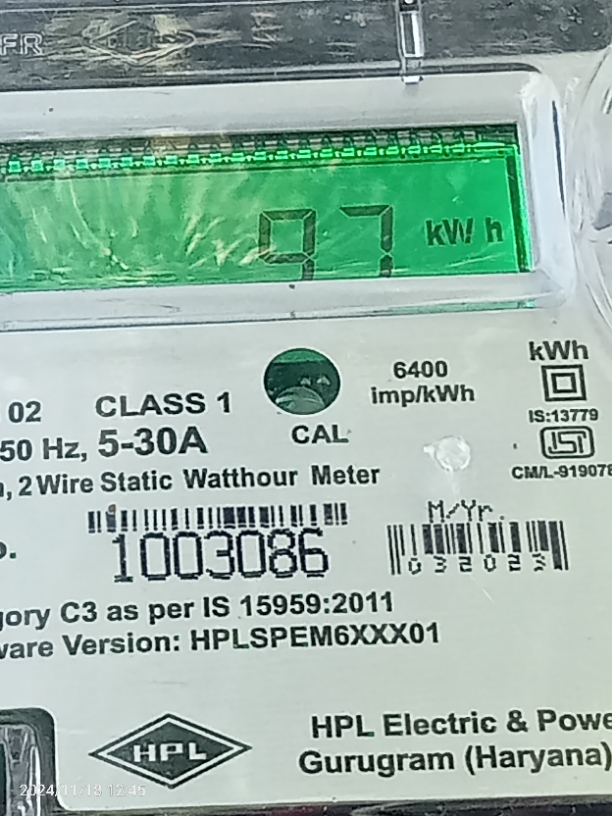 FR
97 kWh
kWh
6400
imp/kWh
IS:13779
02 CLASS 1
CAL
50 Hz, 5-30A
CM/L-919078
, 2 Wire Static Watthour Meter
M/Yr.
1003086
032023
gory C3 as per IS 15959:2011
ware Version: HPLSPEM6XXX01
HPL
HPL Electric & Powe
Gurugram (Haryana)
2024/11/18 12:45